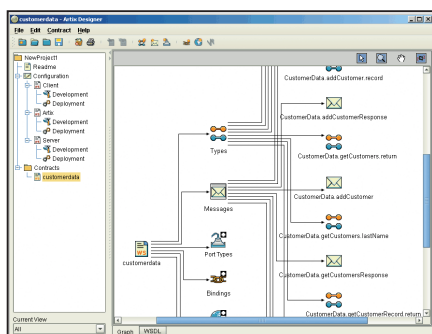 customerdata - Artix Designer
File Edit Contract Help
NewProject1
Readme
Configuration
Client
Development
Deployment
Artix
Development
Deployment
Server
Development
Deployment
Contracts
customerdata
Current View
All
CustomerData.addCustomer.record
CustomerData.addCustomerResponse
Types
CustomerData.getCustomers.return
CustomerData.addCustomer
Messages
CustomerData.getCustomers.lastName
WS
customerdata
Port Types
CustomerData.getCustomersResponse
Bindings
CustomerData.getCustomerRecord.return
Graph WSDL